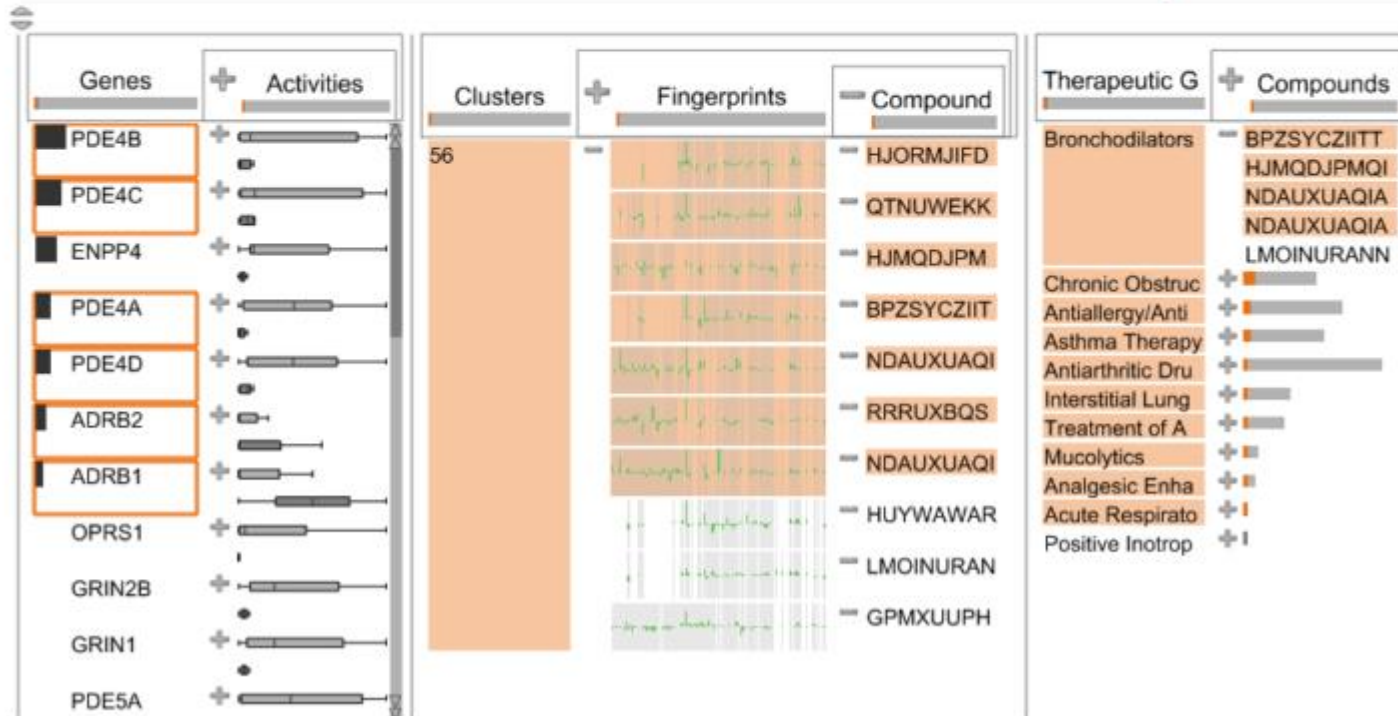 Genes
Activities
PDE4B
PDE4C
ENPP4
PDE4A
PDE4D
ADRB2
ADRB1
OPRS1
GRIN2B
GRIN1
PDE5A
Clusters
Fingerprints
Compound
56
HJORMJIFD
QTNUWEKK
HJMQDJPM
BPZSYCZIIT
NDAUXUAQI
RRRUXBQS
NDAUXUAQI
HUYWAWAR
LMOINURAN
GPMXUUPH
Therapeutic G
Compounds
Bronchodilators
BPZSYCZIITT
HJMQDJPMQI
NDAUXUAQIA
NDAUXUAQIA
LMOINURANN
Chronic Obstruc
Antiallergy/Anti
Asthma Therapy
Antiarthritic Dru
Interstitial Lung
Treatment of A
Mucolytics
Analgesic Enha
Acute Respirato
Positive Inotrop